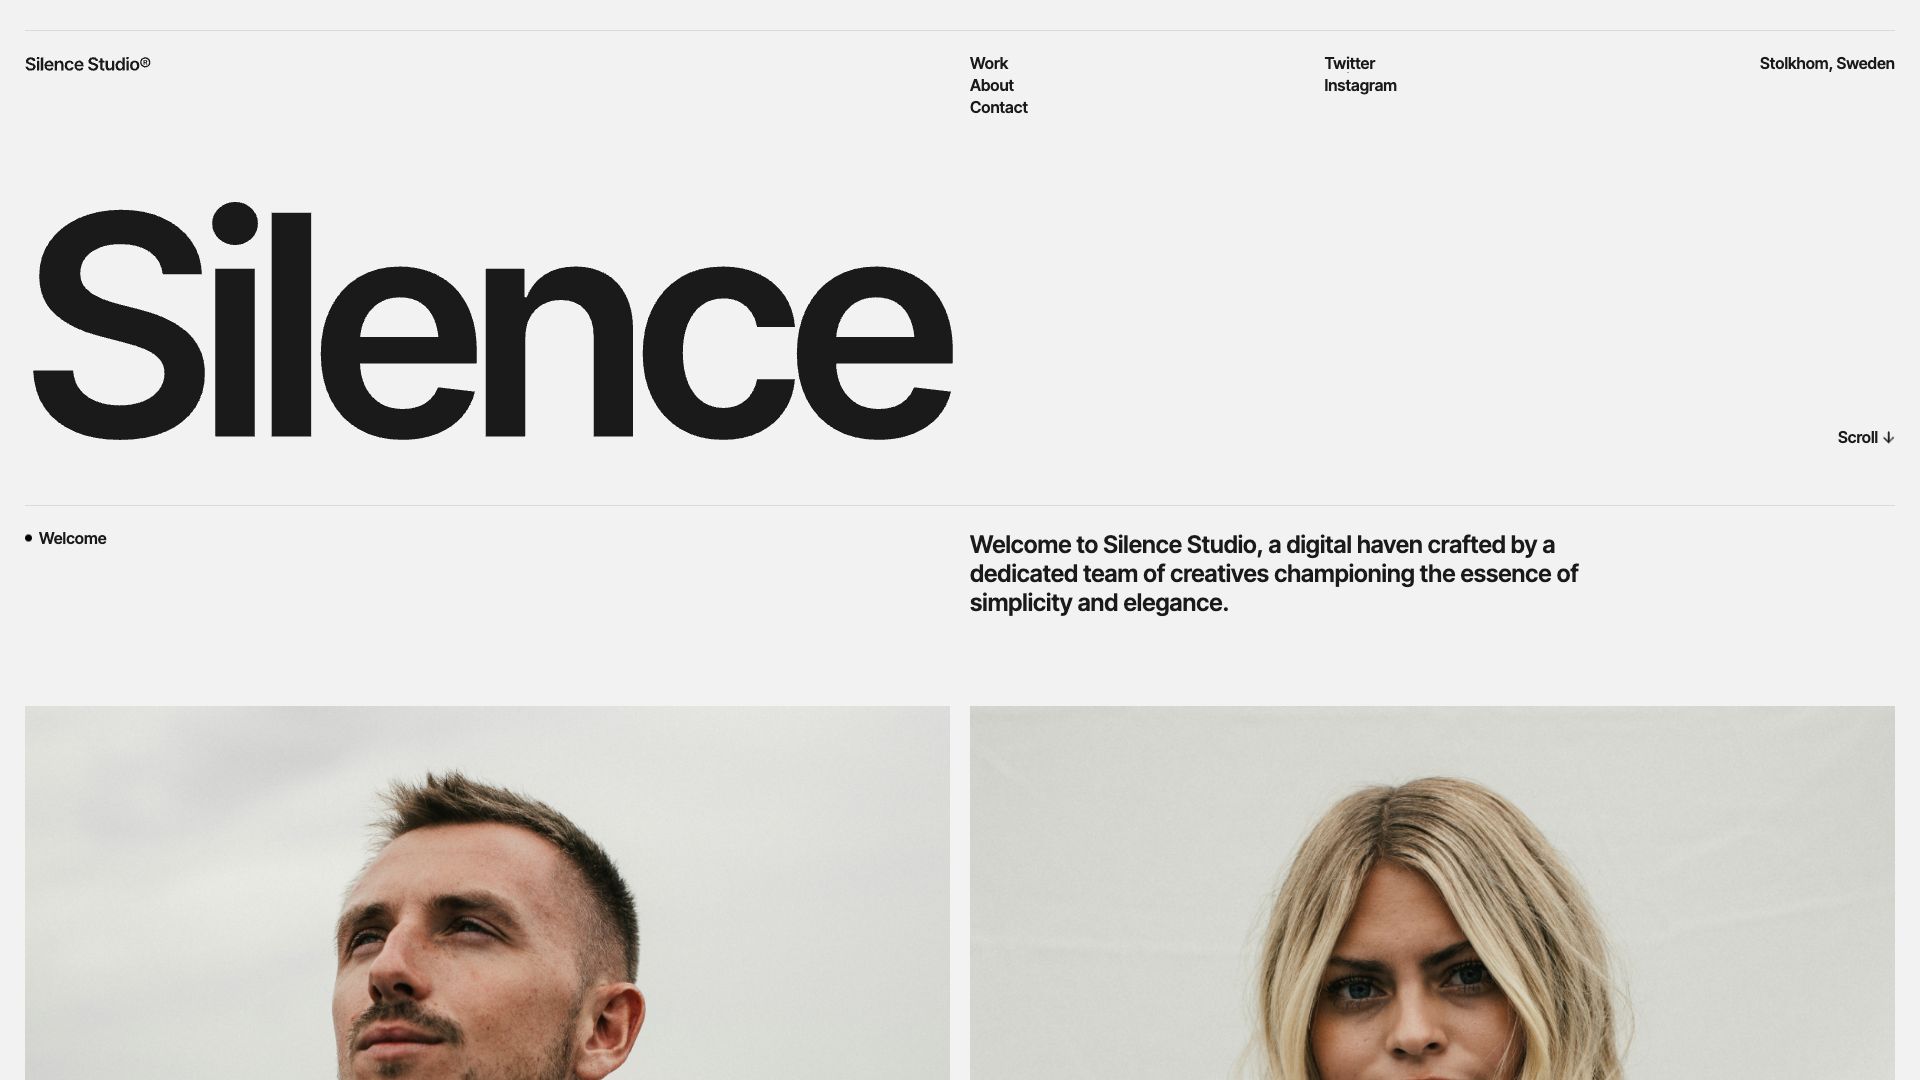 Silence Studio®
Work
About
Contact
Twitter
Instagram
Stolkhom, Sweden
Silence
Scroll ↓
• Welcome
Welcome to Silence Studio, a digital haven crafted by a
dedicated team of creatives championing the essence of
simplicity and elegance.